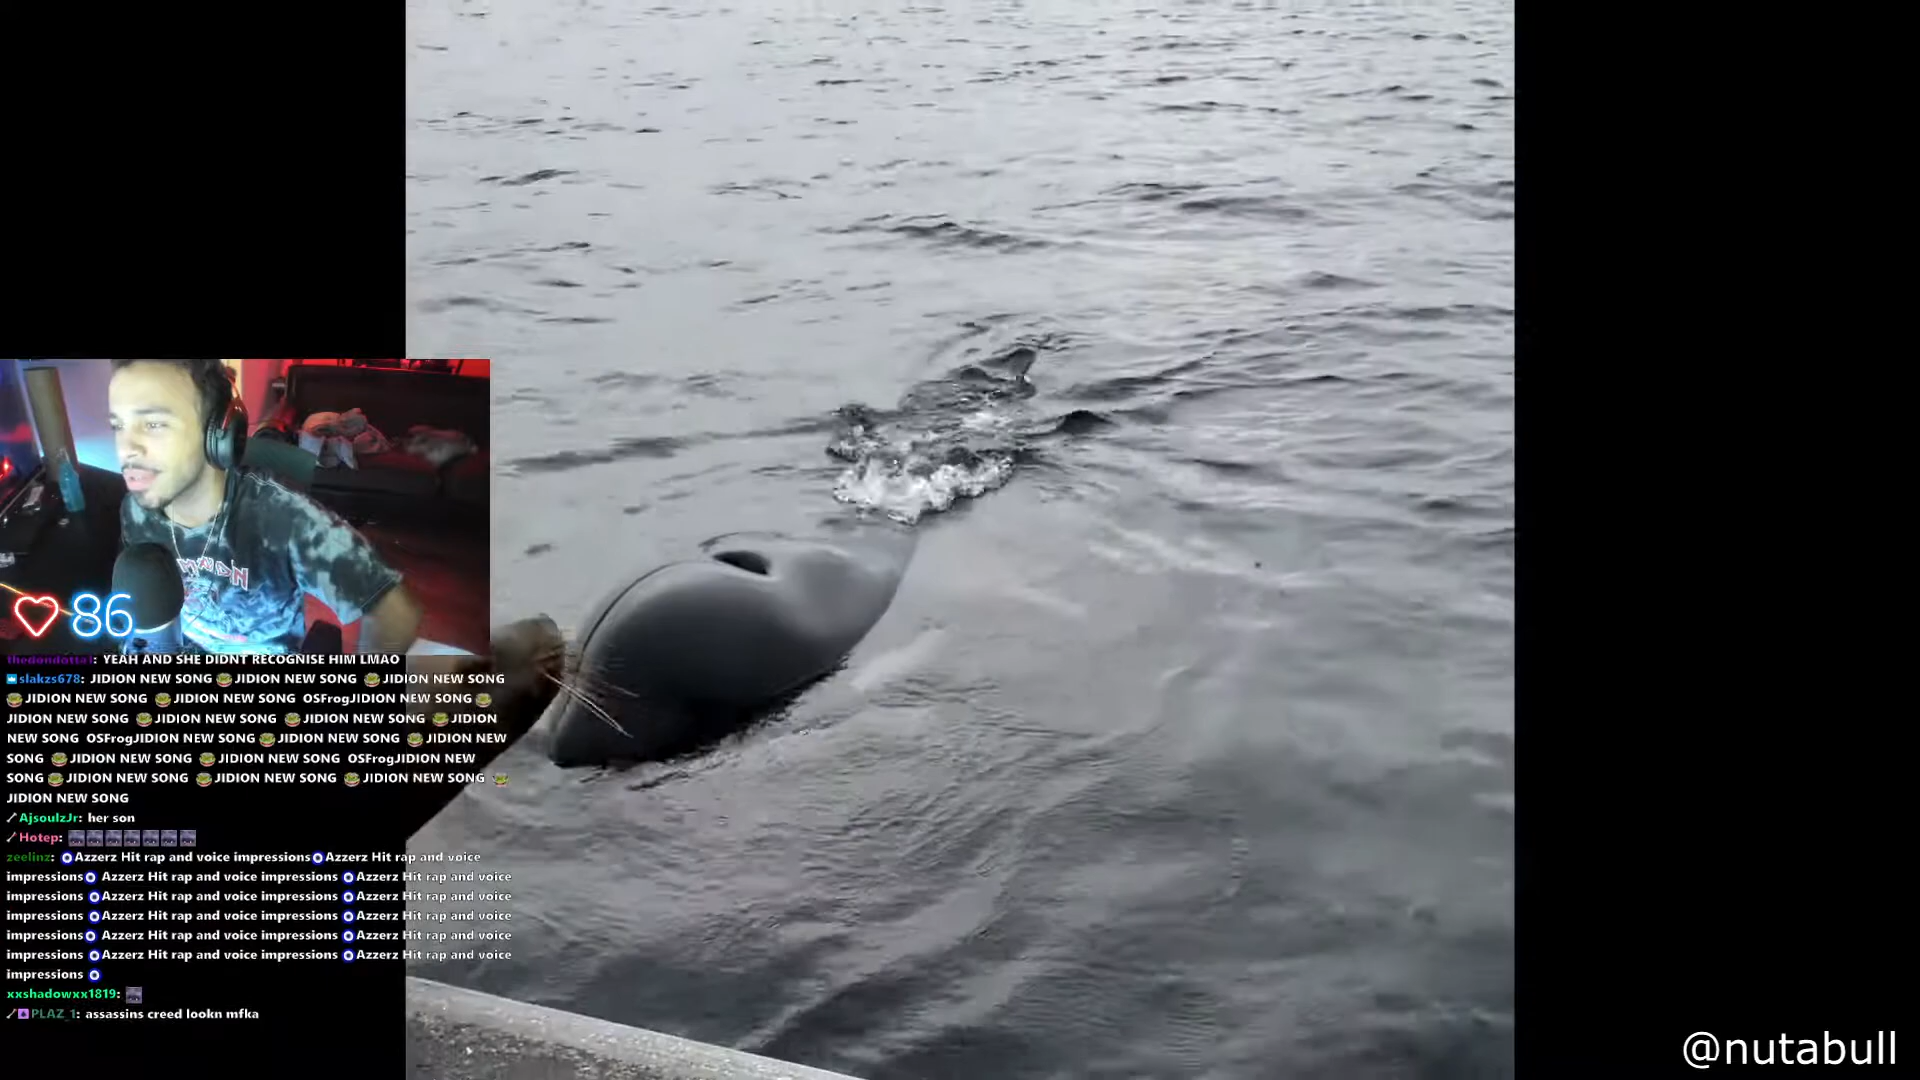 86
thedondotta1: YEAH AND SHE DIDNT RECOGNISE HIM LMAO
slakzs678: JIDION NEW SONG JIDION NEW SONG JIDION NEW SONG
JIDION NEW SONG JIDION NEW SONG OSFrogJIDION NEW SONG
JIDION NEW SONG JIDION NEW SONG JIDION NEW SONG JIDION
NEW SONG OSFrogJIDION NEW SONG JIDION NEW SONG JIDION NEW
SONG JIDION NEW SONG JIDION NEW SONG OSFrogJIDION NEW
SONG JIDION NEW SONG JIDION NEW SONG JIDION NEW SONG
JIDION NEW SONG
AjsoulzJr: her son
Hotep:
zeelinz: Azzerz Hit rap and voice impressions Azzerz Hit rap and voice
impressions Azzerz Hit rap and voice impressions Azzerz Hit rap and voice
impressions Azzerz Hit rap and voice impressions Azzerz Hit rap and voice
impressions Azzerz Hit rap and voice impressions Azzerz Hit rap and voice
impressions Azzerz Hit rap and voice impressions Azzerz Hit rap and voice
impressions Azzerz Hit rap and voice impressions Azzerz Hit rap and voice
impressions
xxshadowxx1819:
PLAZ_1: assassins creed lookn mfka
@nutabull